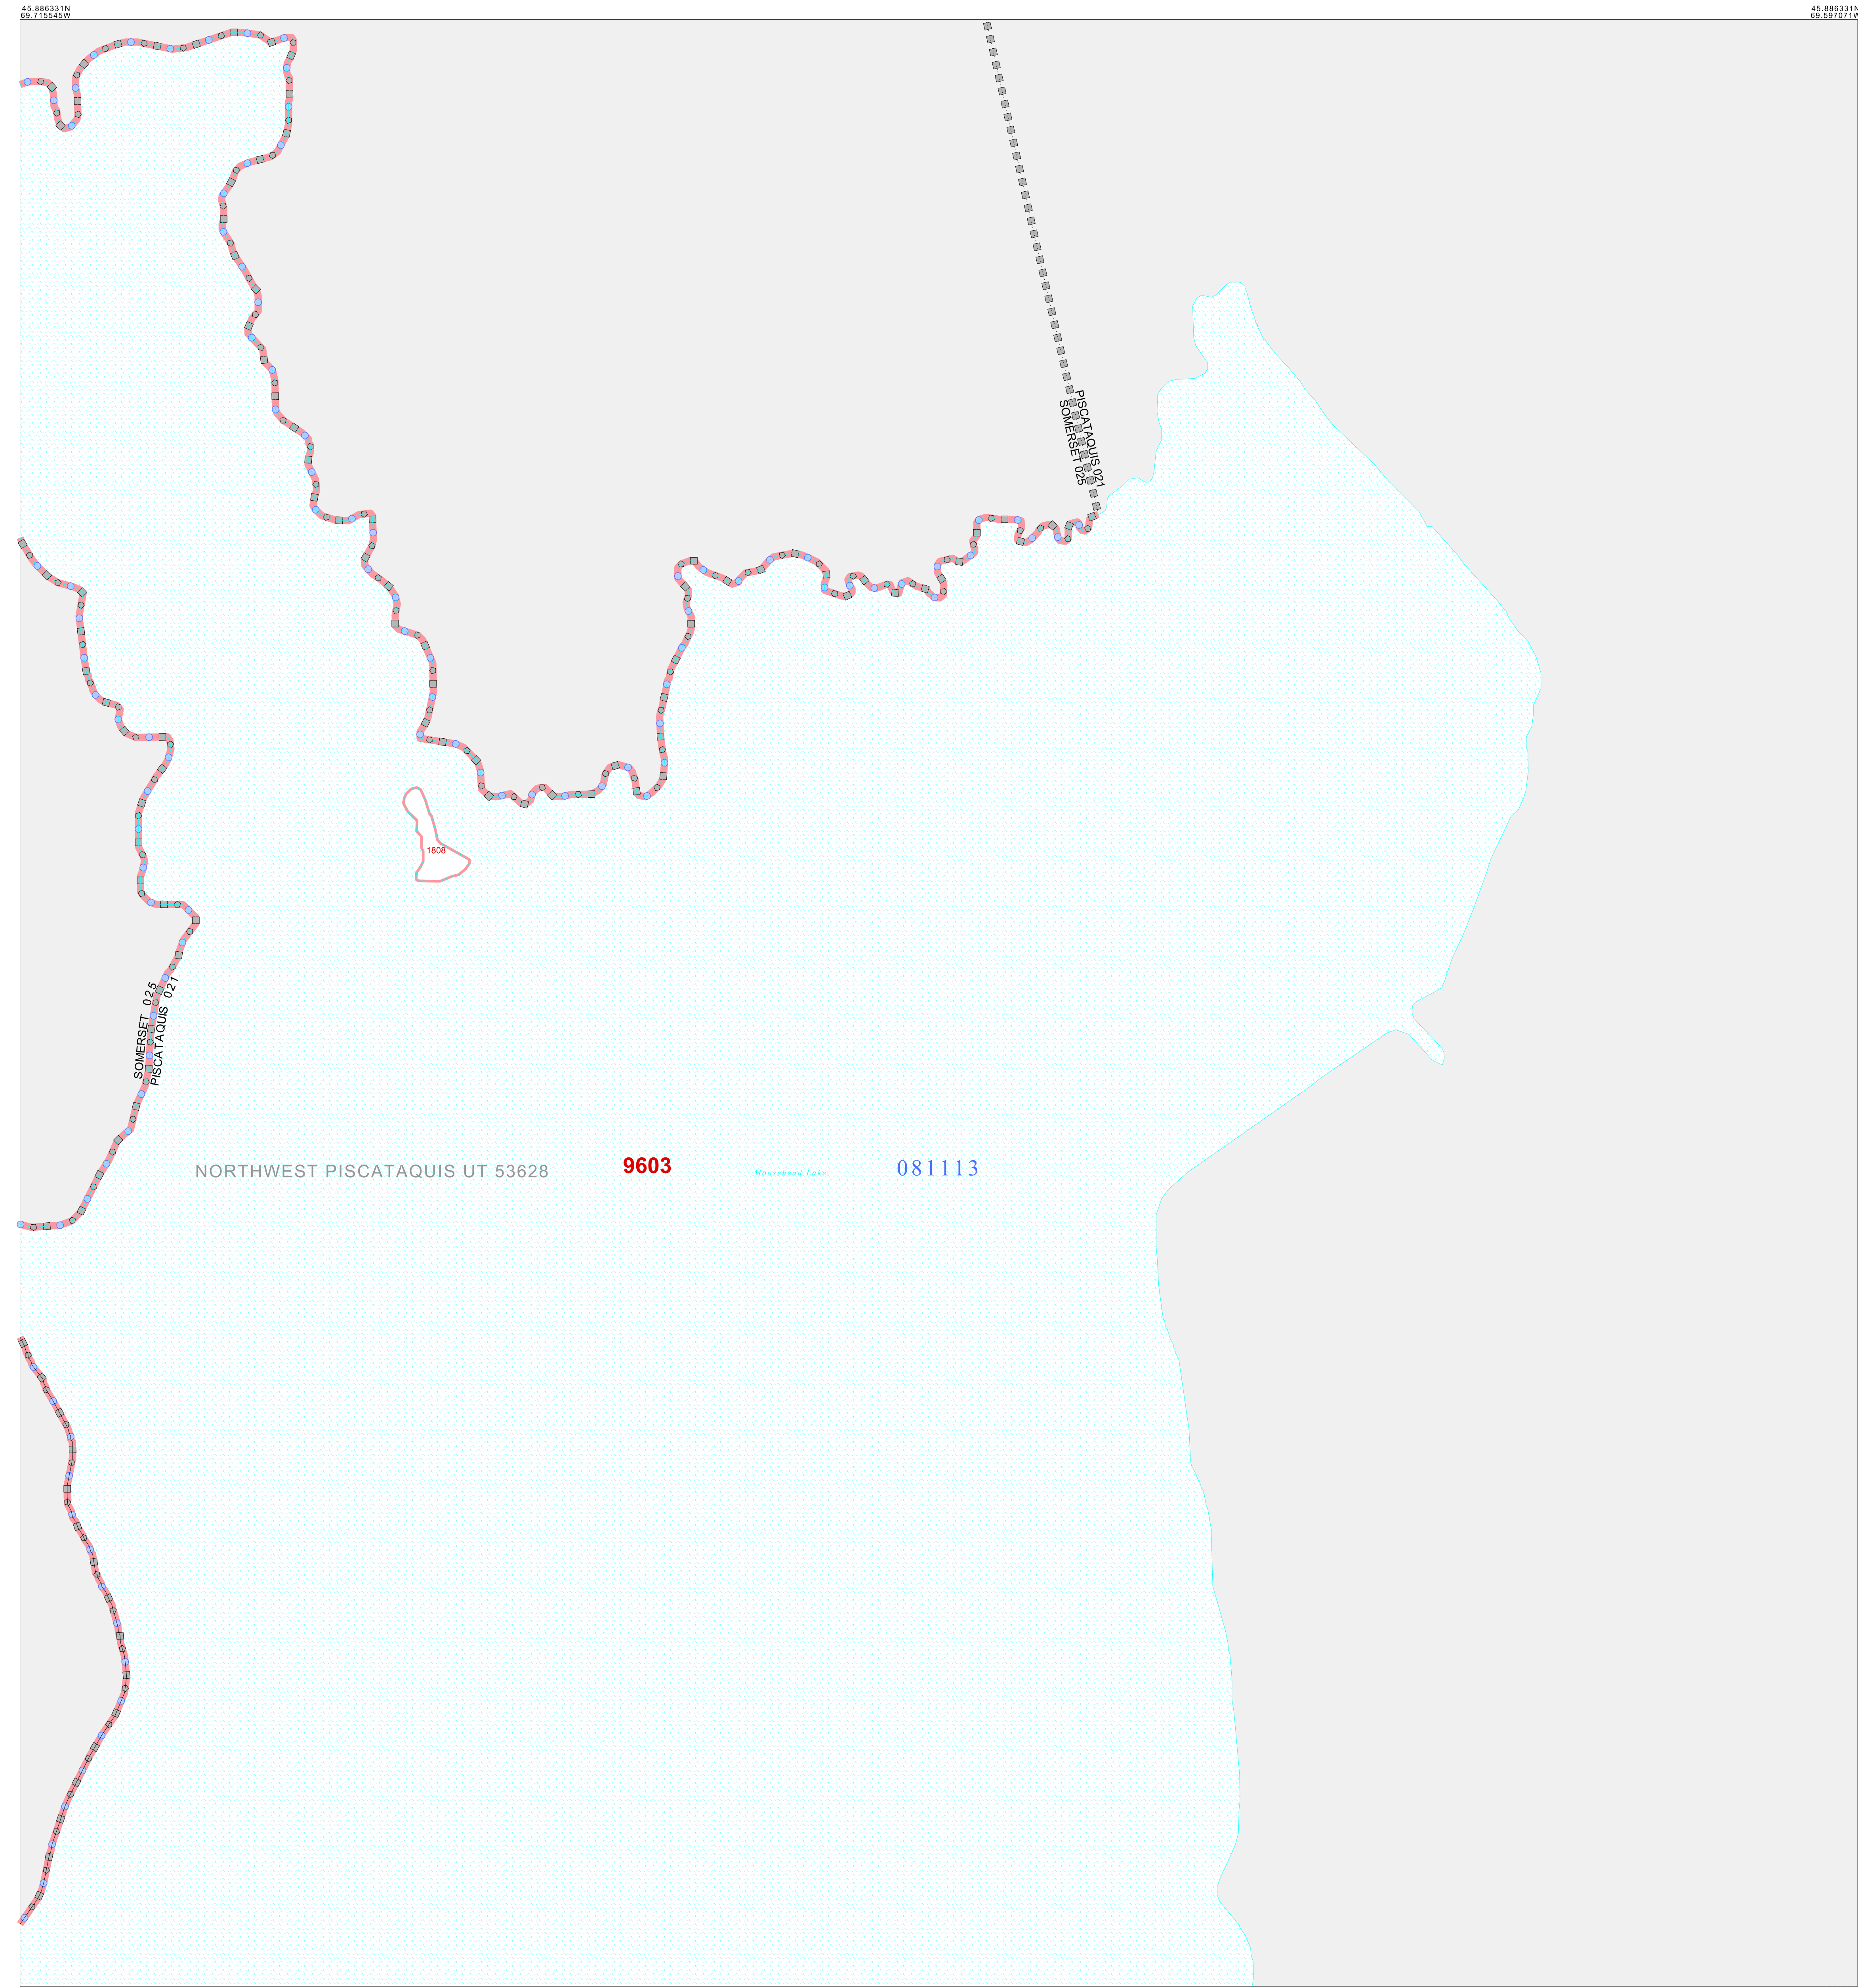 45.886331N
69.715545W
45.886331N
69.597071W
PISCATAQUIS 021
SOMERSET 025
1808
SOMERSET 025
PISCATAQUIS 021
NORTHWEST PISCATAQUIS UT 53628
9603
Moosehead Lake
081113